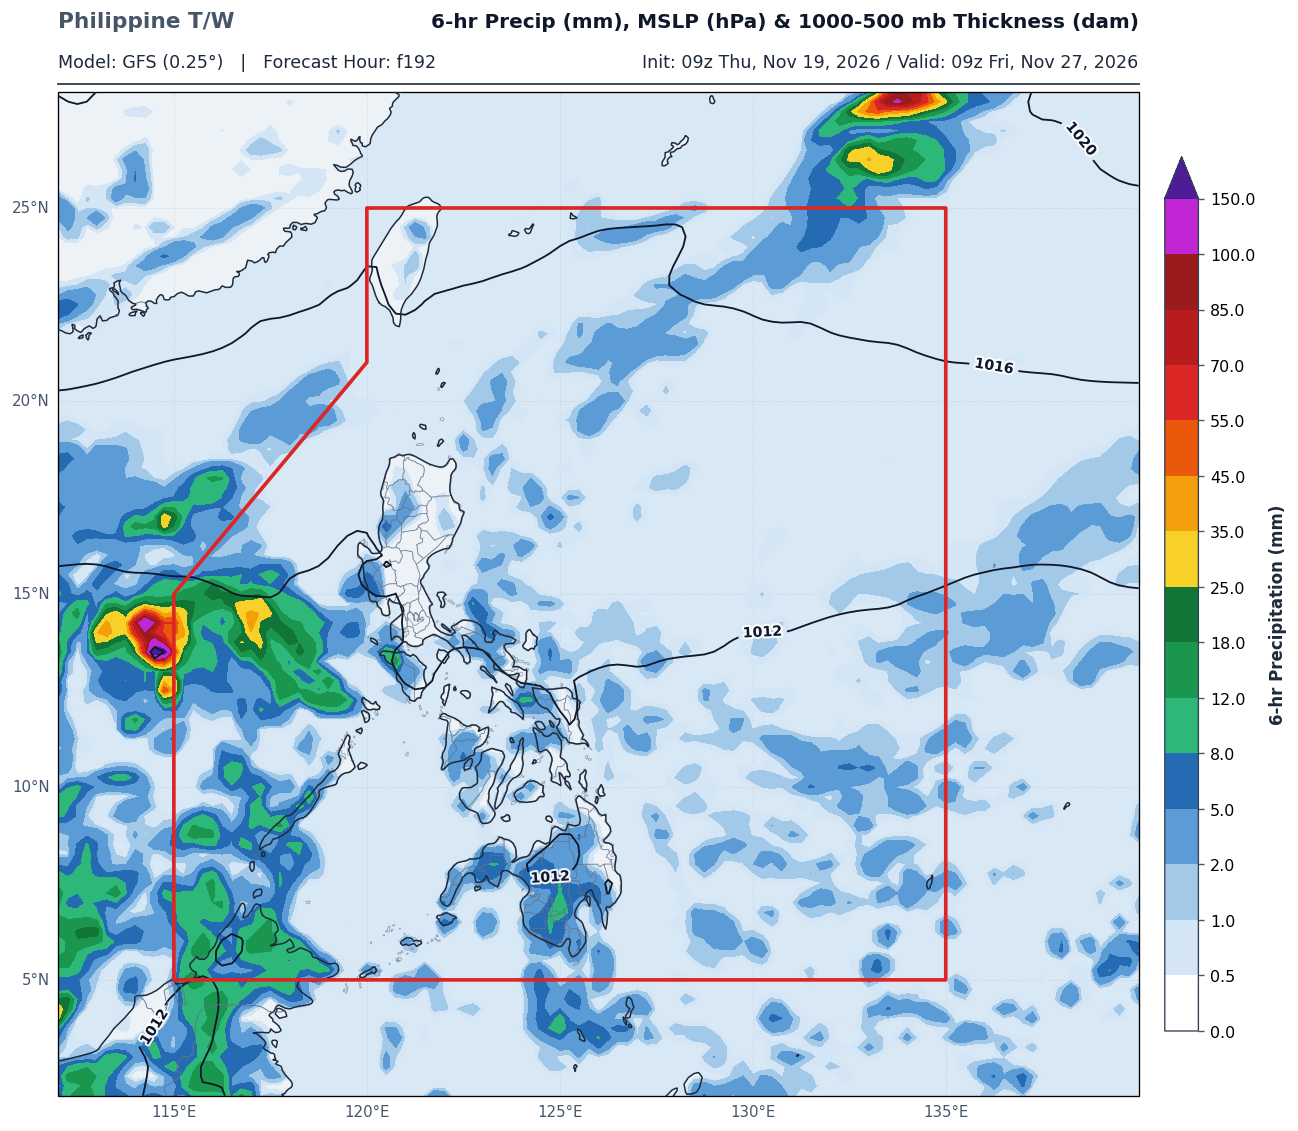 Philippine T/W
6-hr Precip (mm), MSLP (hPa) & 1000-500 mb Thickness (dam)
Model: GFS (0.25°)   |   Forecast Hour: f192
Init: 09z Thu, Nov 19, 2026 / Valid: 09z Fri, Nov 27, 2026
1020
1016
1012
1012
1012
25°N
20°N
15°N
10°N
5°N
115°E
120°E
125°E
130°E
135°E
150.0
100.0
85.0
70.0
55.0
45.0
35.0
25.0
18.0
12.0
8.0
5.0
2.0
1.0
0.5
0.0
6-hr Precipitation (mm)